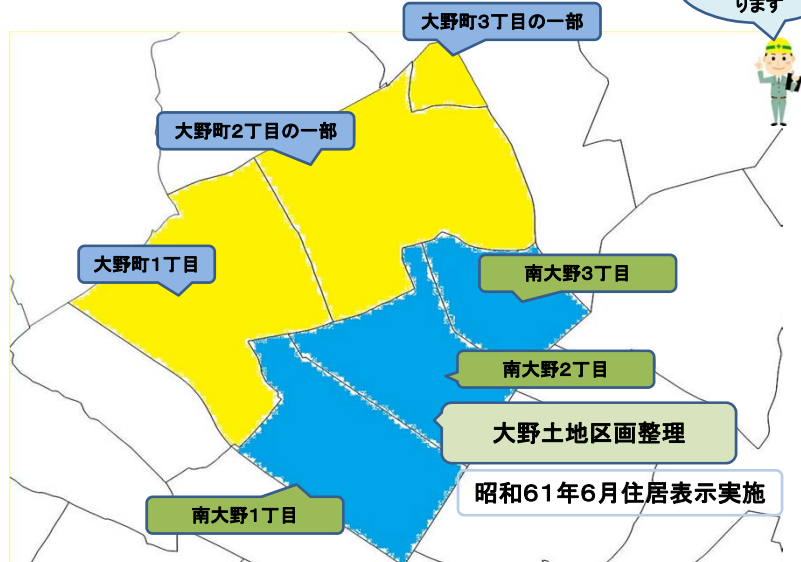 ります
大野町3丁目の一部
大野町2丁目の一部
大野町1丁目
南大野3丁目
南大野2丁目
大野土地区画整理
昭和61年6月住居表示実施
南大野1丁目